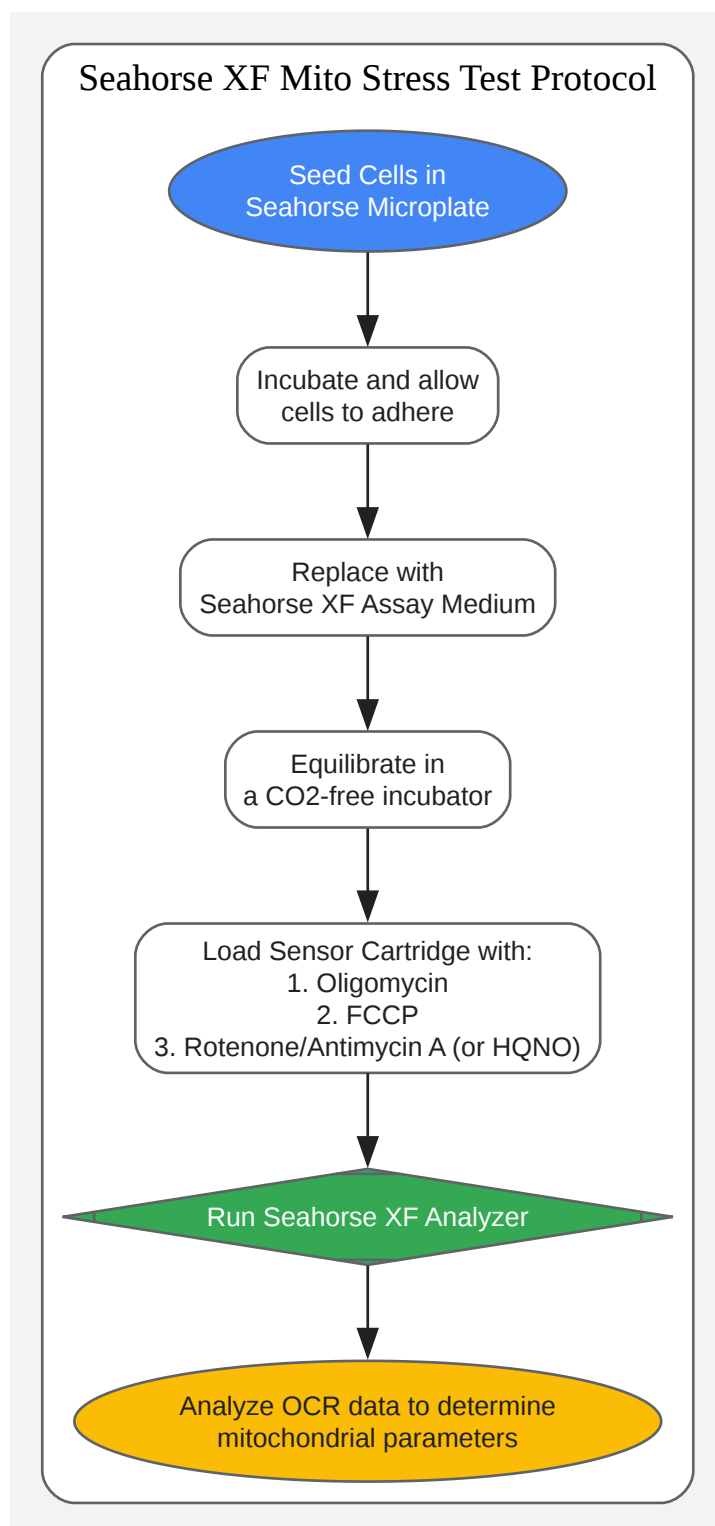 Seahorse XF Mito Stress Test Protocol
Seed Cells in
Seahorse Microplate
Incubate and allow
cells to adhere
Replace with
Seahorse XF Assay Medium
Equilibrate in
a CO2-free incubator
Load Sensor Cartridge with:
1. Oligomycin
2. FCCP
3. Rotenone/Antimycin A (or HQNO)
Run Seahorse XF Analyzer
Analyze OCR data to determine
mitochondrial parameters